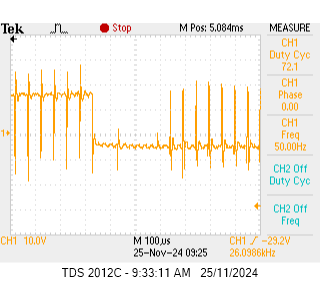 Tek Stop M Pos: 5.084ms MEASURE
CH1
Duty Cyc
72.1
CH1
Phase
0.00
CH1
Freq
50.00Hz
CH2 Off
Duty Cyc
CH2 Off
Freq
1
CH1 10.0V M 100µs CH1 -29.2V
25-Nov-24 09:25 26.0986kHz
TDS 2012C - 9:33:11 AM 25/11/2024